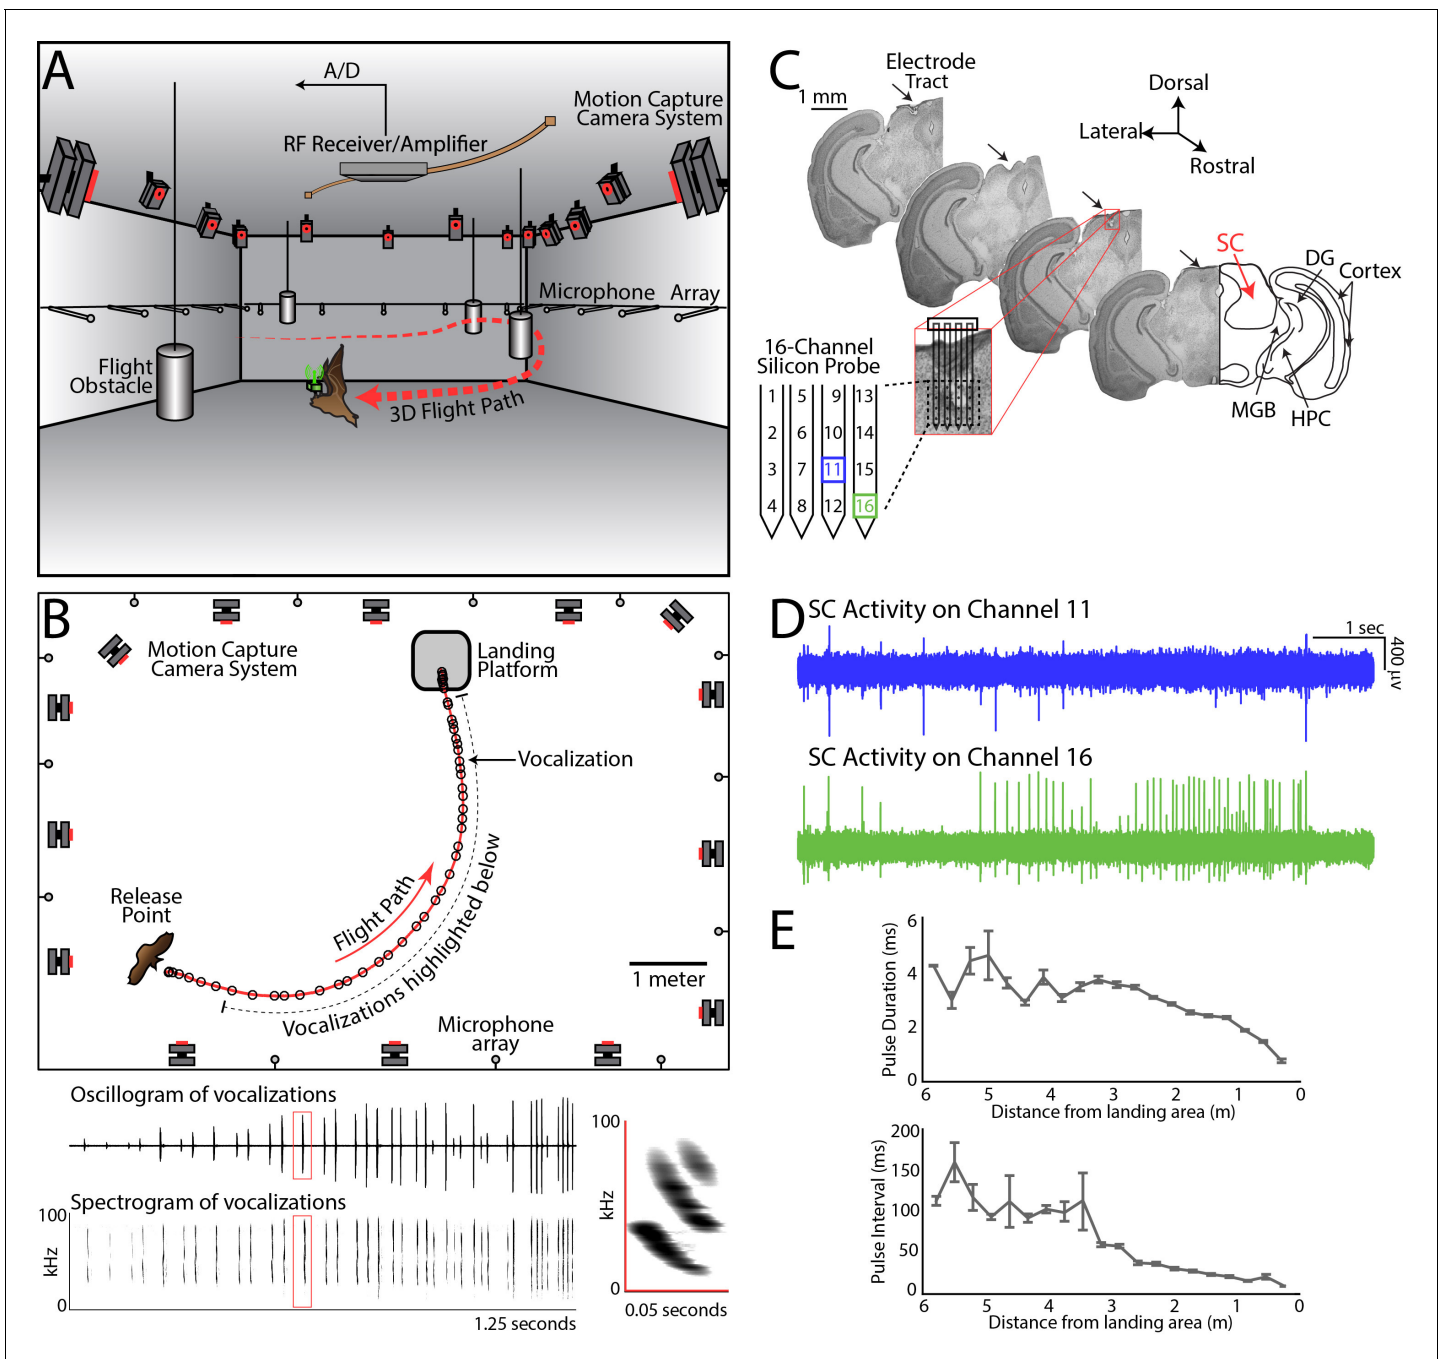 A
A/D
Motion Capture
Camera System
RF Receiver/Amplifier
Microphone Array
Flight
Obstacle
3D Flight Path
B
Motion Capture
Camera System
Landing
Platform
Vocalization
Release
Point
Flight Path
Vocalizations highlighted below
1 meter
Microphone
array
Oscillogram of vocalizations
Spectrogram of vocalizations
100
kHz
0
1.25 seconds
100
kHz
0
0.05 seconds
C
Electrode
Tract
1 mm
Dorsal
Lateral
Rostral
SC
DG
Cortex
MGB
HPC
16-Channel
Silicon Probe
1 5 9 13
2 6 10 14
3 7 11 15
4 8 12 16
D
SC Activity on Channel 11
1 sec
400 µV
SC Activity on Channel 16
E
Pulse Duration (ms)
6
4
2
0
6 5 4 3 2 1 0
Distance from landing area (m)
Pulse Interval (ms)
200
150
100
50
0
6 5 4 3 2 1 0
Distance from landing area (m)